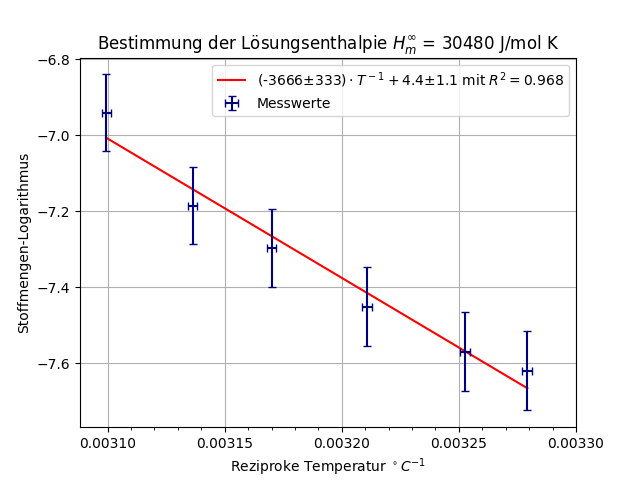 Bestimmung der Lösungsenthalpie $H_m^\infty$ = 30480 J/mol K
(-3666±333)· $T^{-1}$ + 4.4±1.1 mit $R^2$ = 0.968
Messwerte
Stoffmengen-Logarithmus
−6.8
−7.0
−7.2
−7.4
−7.6
0.00310 0.00315 0.00320 0.00325 0.00330
Reziproke Temperatur $^\circ C^{-1}$